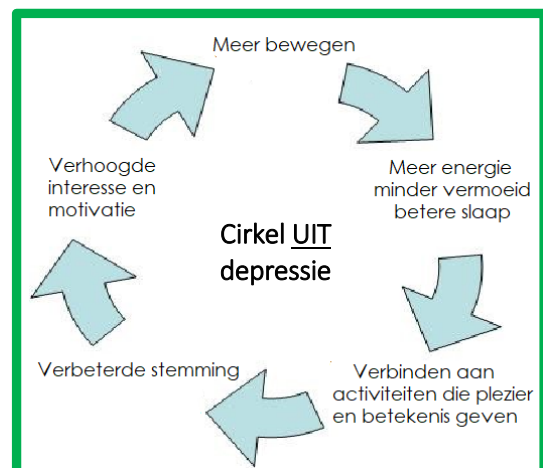 Meer bewegen
Meer energie
minder vermoeid
betere slaap
Verbinden aan
activiteiten die plezier
en betekenis geven
Verbeterde stemming
Verhoogde
interesse en
motivatie
Cirkel UIT
depressie